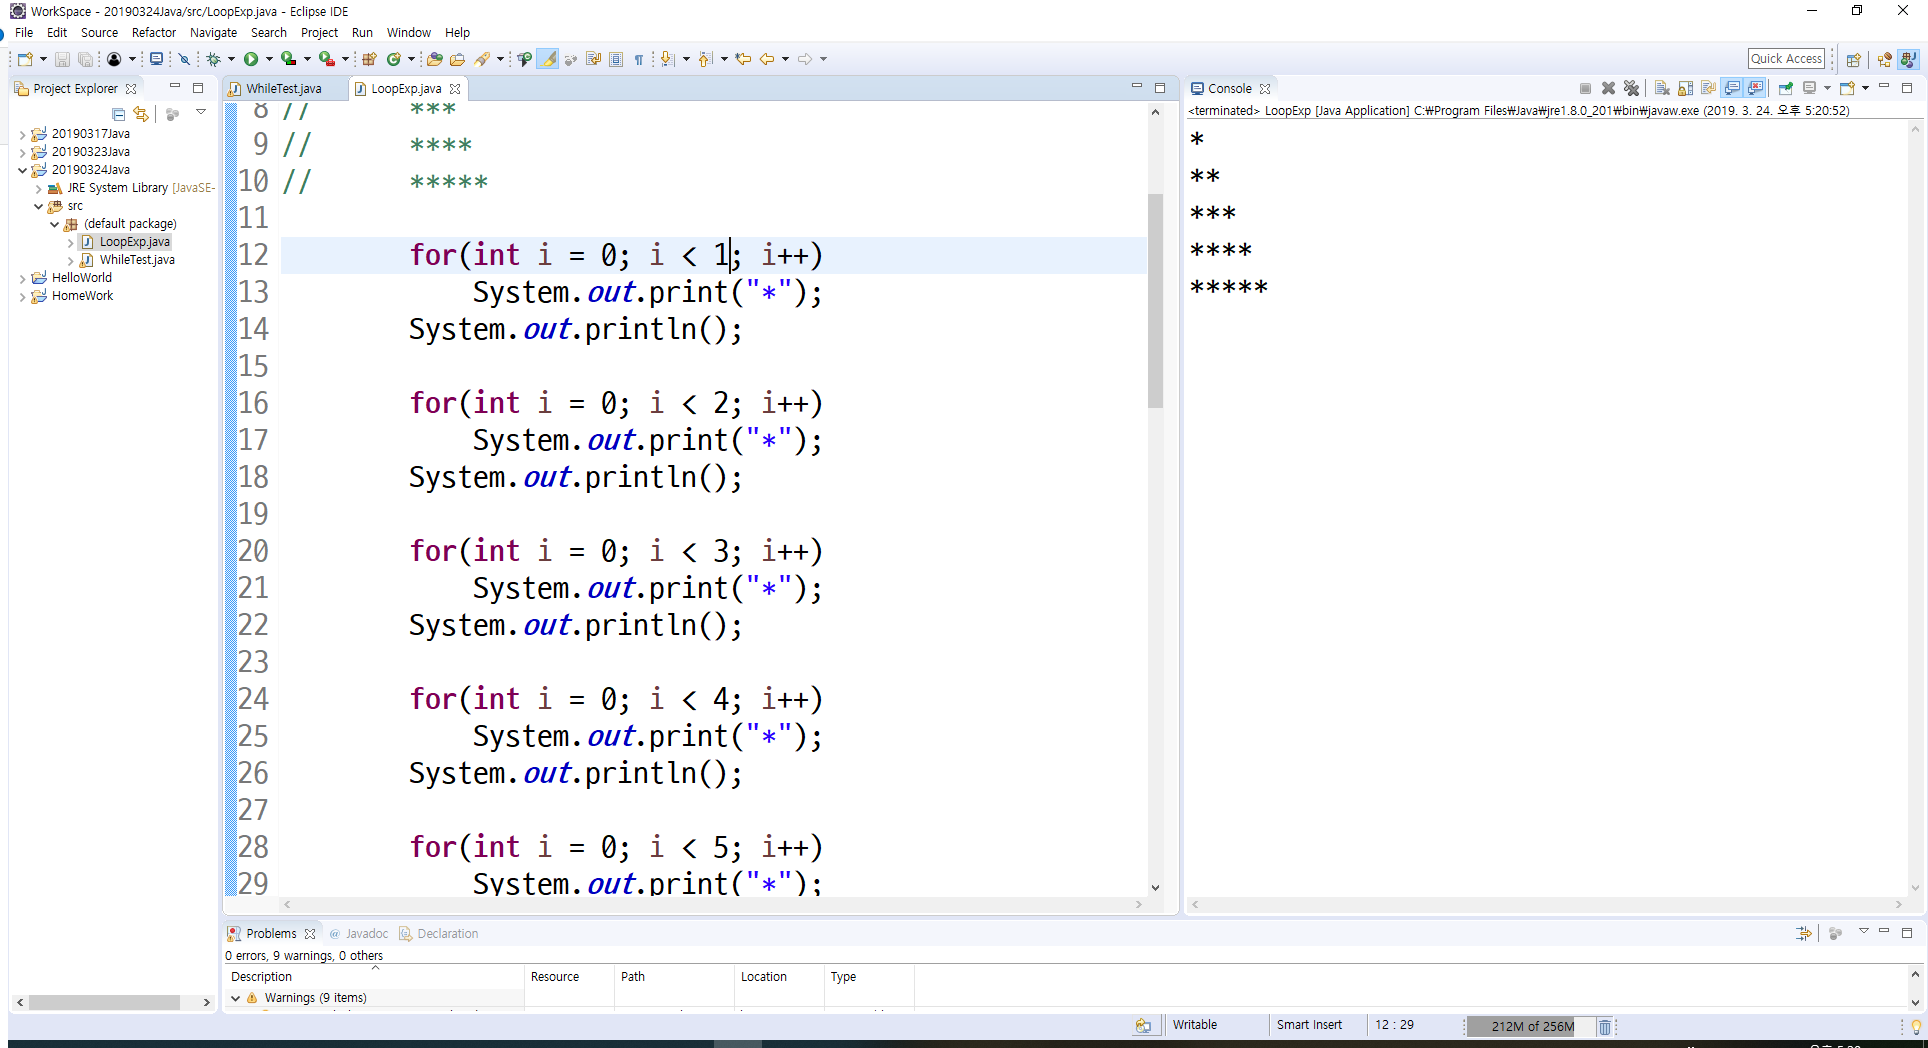 WorkSpace - 20190324Java/src/LoopExp.java - Eclipse IDE
File Edit Source Refactor Navigate Search Project Run Window Help
Quick Access
Project Explorer
20190317Java
20190323Java
20190324Java
JRE System Library [JavaSE-
src
(default package)
LoopExp.java
WhileTest.java
HelloWorld
HomeWork
WhileTest.java LoopExp.java
8 // ***
9 // ****
10 // *****
11
12 for(int i = 0; i < 1; i++)
13 System.out.print("*");
14 System.out.println();
15
16 for(int i = 0; i < 2; i++)
17 System.out.print("*");
18 System.out.println();
19
20 for(int i = 0; i < 3; i++)
21 System.out.print("*");
22 System.out.println();
23
24 for(int i = 0; i < 4; i++)
25 System.out.print("*");
26 System.out.println();
27
28 for(int i = 0; i < 5; i++)
29 System.out.print("*");
Console
<terminated> LoopExp [Java Application] C:₩Program Files₩Java₩jre1.8.0_201₩bin₩javaw.exe (2019. 3. 24. 오후 5:20:52)
*
**
***
****
*****
Problems @ Javadoc Declaration
0 errors, 9 warnings, 0 others
Description Resource Path Location Type
Warnings (9 items)
Writable Smart Insert 12 : 29 212M of 256M